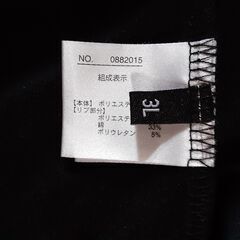 NO. 0882015
組成表示
【本体】 ポリエステ
【リブ部分】
ポリエステ
綿 33%
ポリウレタン 8%
3L